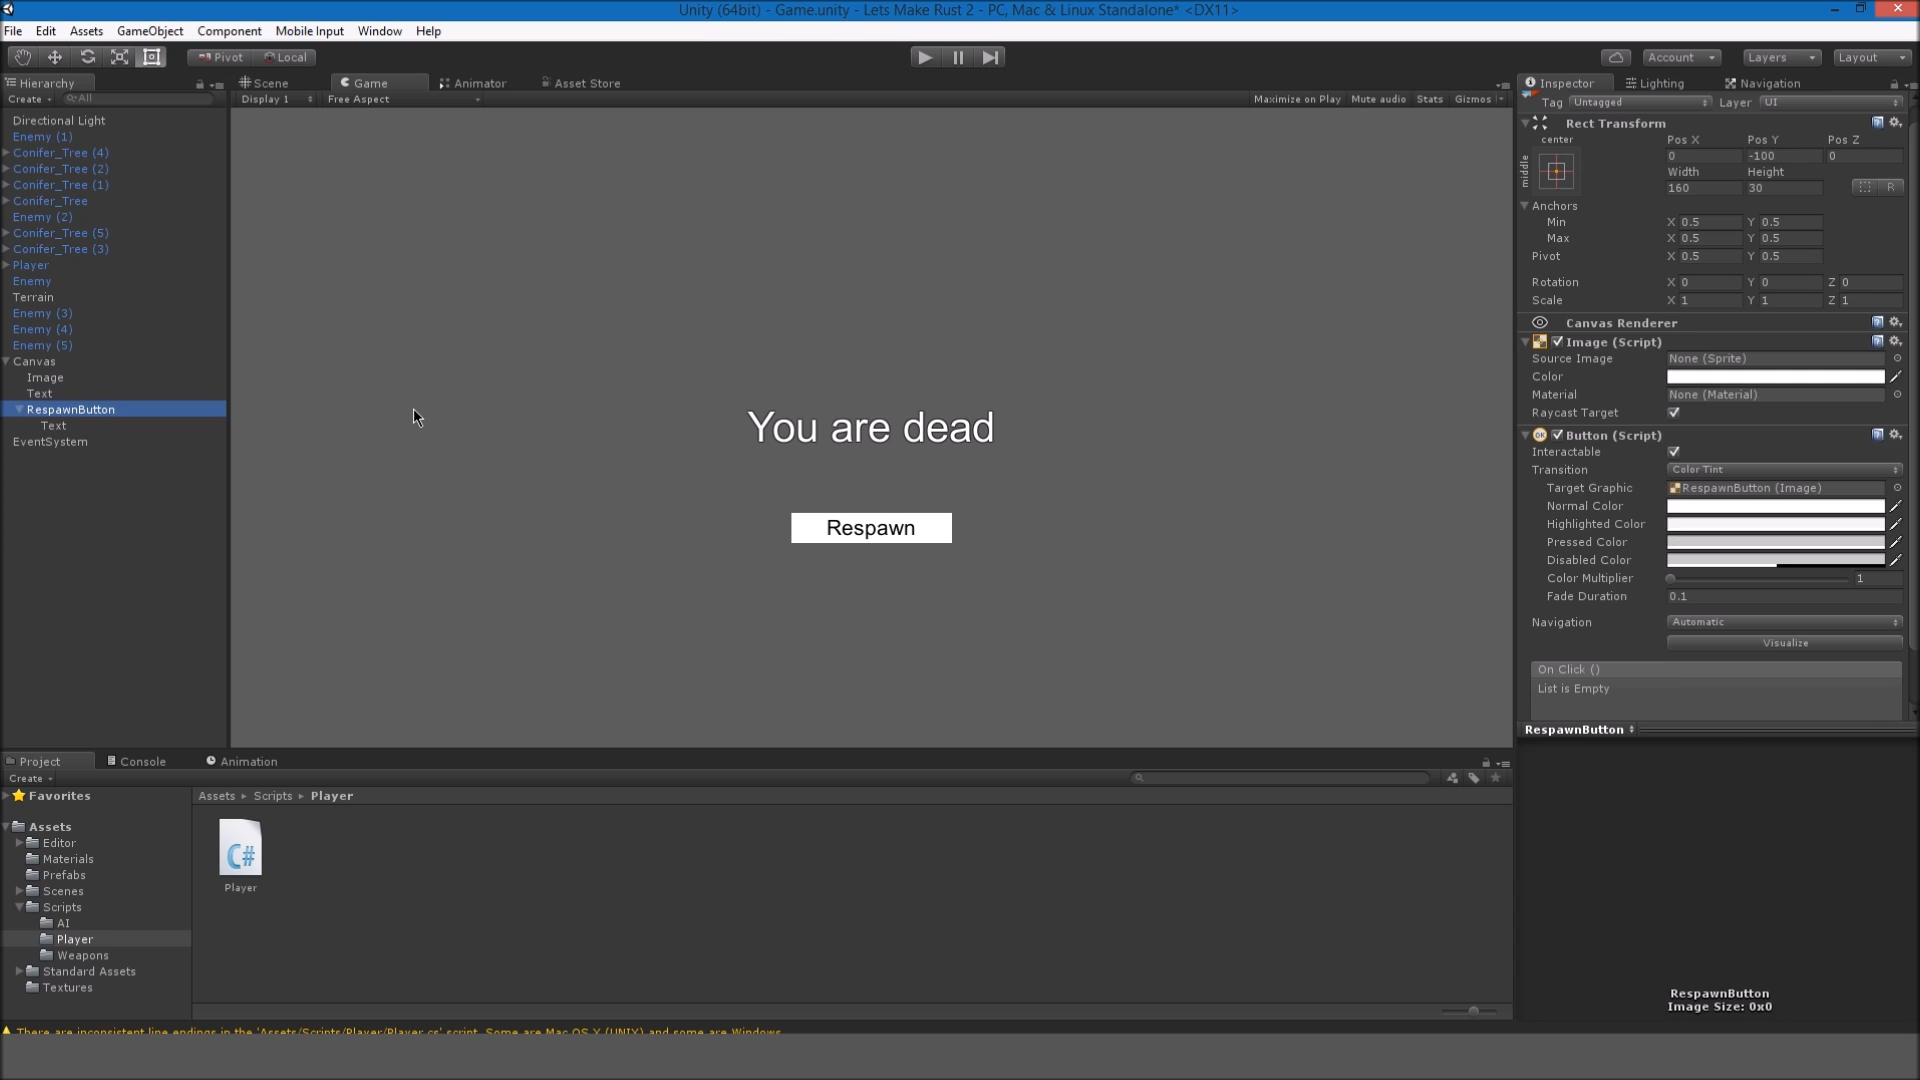 Unity (64bit) - Game.unity - Lets Make Rust 2 - PC, Mac & Linux Standalone* <DX11>
File Edit Assets GameObject Component Mobile Input Window Help
Pivot Local Account Layers Layout
Hierarchy Scene Game Animator Asset Store Inspector Lighting Navigation
Create All Display 1 Free Aspect Maximize on Play Mute audio Stats Gizmos
Tag Untagged Layer UI
Directional Light
Enemy (1)
Conifer_Tree (4)
Conifer_Tree (2)
Conifer_Tree (1)
Conifer_Tree
Enemy (2)
Conifer_Tree (5)
Conifer_Tree (3)
Player
Enemy
Terrain
Enemy (3)
Enemy (4)
Enemy (5)
Canvas
Image
Text
RespawnButton
Text
EventSystem
You are dead
Respawn
Rect Transform
center
middle
Pos X Pos Y Pos Z
0 -100 0
Width Height
160 30 R
Anchors
Min X 0.5 Y 0.5
Max X 0.5 Y 0.5
Pivot X 0.5 Y 0.5
Rotation X 0 Y 0 Z 0
Scale X 1 Y 1 Z 1
Canvas Renderer
Image (Script)
Source Image None (Sprite)
Color
Material None (Material)
Raycast Target
OK Button (Script)
Interactable
Transition Color Tint
Target Graphic RespawnButton (Image)
Normal Color
Highlighted Color
Pressed Color
Disabled Color
Color Multiplier 1
Fade Duration 0.1
Navigation Automatic
Visualize
On Click ()
List is Empty
RespawnButton
Project Console Animation
Create
Favorites
Assets
Editor
Materials
Prefabs
Scenes
Scripts
AI
Player
Weapons
Standard Assets
Textures
Assets Scripts Player
C#
Player
RespawnButton
Image Size: 0x0
There are inconsistent line endings in the 'Assets/Scripts/Player/Player.cs' script. Some are Mac OS X (UNIX) and some are Windows.